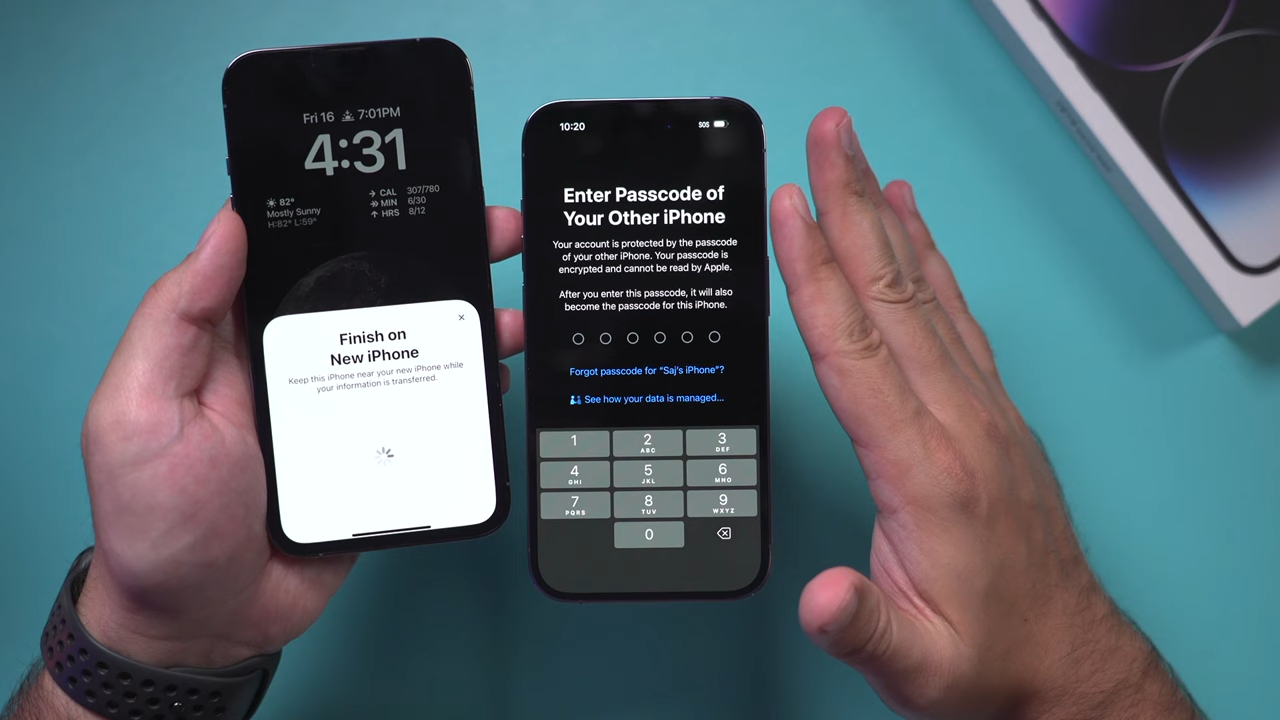 Fri 16 7:01PM
4:31
82°
Mostly Sunny
H:82° L:59°
CAL 307/780
MIN 6/30
HRS 8/12
Finish on
New iPhone
Keep this iPhone near your new iPhone while
your information is transferred.
10:20
SOS
Enter Passcode of
Your Other iPhone
Your account is protected by the passcode
of your other iPhone. Your passcode is
encrypted and cannot be read by Apple.
After you enter this passcode, it will also
become the passcode for this iPhone.
Forgot passcode for “Saj’s iPhone”?
See how your data is managed...
1
2
ABC
3
DEF
4
GHI
5
JKL
6
MNO
7
PQRS
8
TUV
9
WXYZ
0